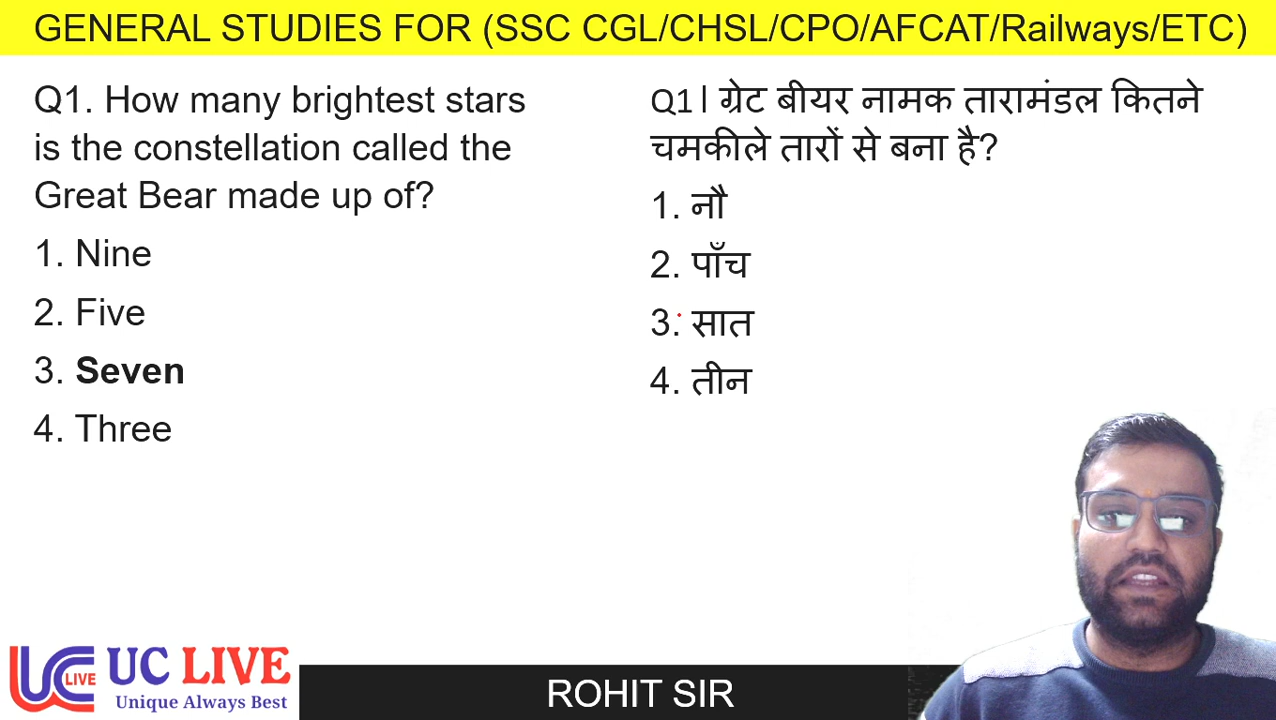 GENERAL STUDIES FOR (SSC CGL/CHSL/CPO/AFCAT/Railways/ETC)
Q1. How many brightest stars
is the constellation called the
Great Bear made up of?
1. Nine
2. Five
3. Seven
4. Three
Q1। ग्रेट बीयर नामक तारामंडल कितने
चमकीले तारों से बना है?
1. नौ
2. पाँच
3. सात
4. तीन
UC LIVE
LIVE
Unique Always Best
ROHIT SIR